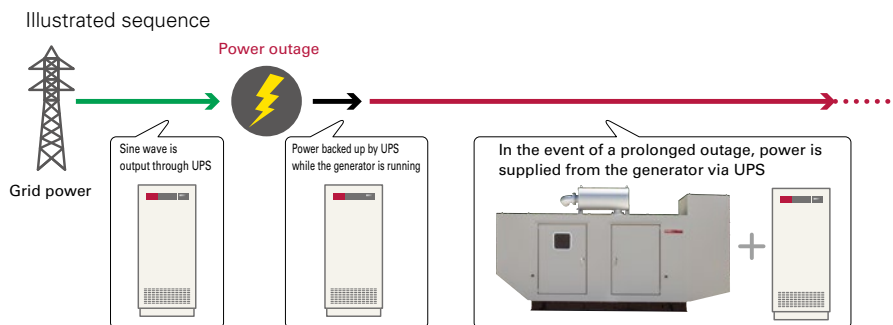 Illustrated sequence
Power outage
Grid power
Sine wave is
output through UPS
Power backed up by UPS
while the generator is running
In the event of a prolonged outage, power is
supplied from the generator via UPS